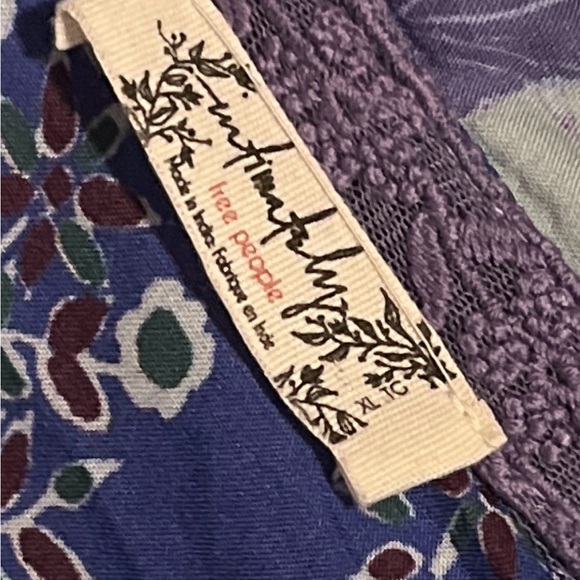 intimately
free people
Made in India. Fabriqué en Inde
XL TG